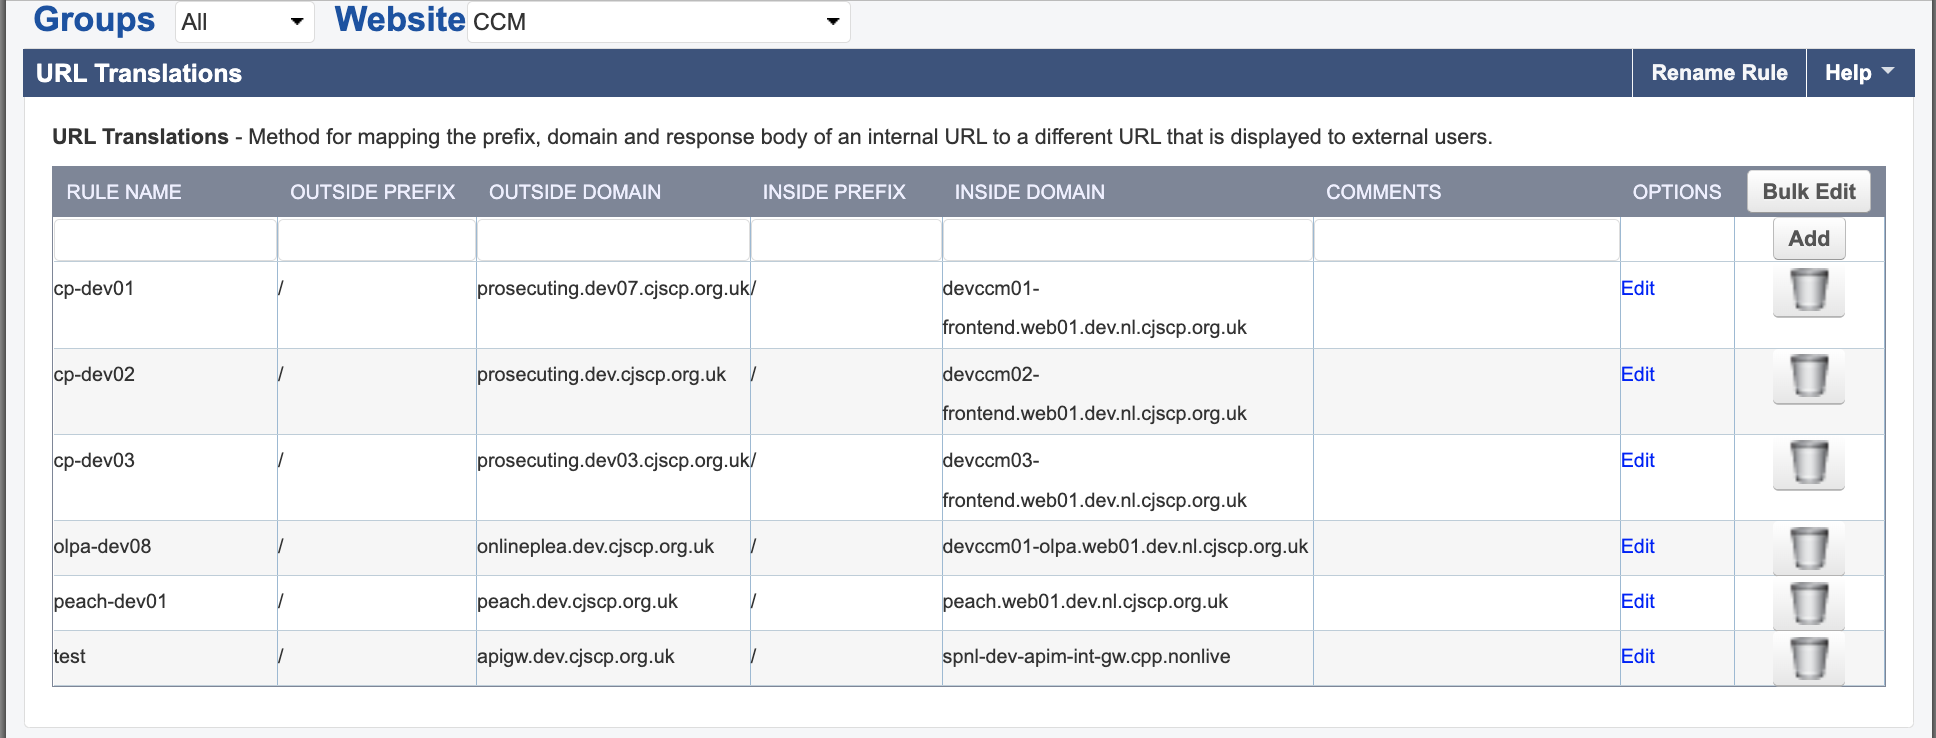 Groups All Website CCM
URL Translations Rename Rule Help
URL Translations - Method for mapping the prefix, domain and response body of an internal URL to a different URL that is displayed to external users.
RULE NAME OUTSIDE PREFIX OUTSIDE DOMAIN INSIDE PREFIX INSIDE DOMAIN COMMENTS OPTIONS Bulk Edit
Add
cp-dev01 / prosecuting.dev07.cjscp.org.uk / devccm01- Edit
frontend.web01.dev.nl.cjscp.org.uk
cp-dev02 / prosecuting.dev.cjscp.org.uk / devccm02- Edit
frontend.web01.dev.nl.cjscp.org.uk
cp-dev03 / prosecuting.dev03.cjscp.org.uk / devccm03- Edit
frontend.web01.dev.nl.cjscp.org.uk
olpa-dev08 / onlineplea.dev.cjscp.org.uk / devccm01-olpa.web01.dev.nl.cjscp.org.uk Edit
peach-dev01 / peach.dev.cjscp.org.uk / peach.web01.dev.nl.cjscp.org.uk Edit
test / apigw.dev.cjscp.org.uk / spnl-dev-apim-int-gw.cpp.nonlive Edit